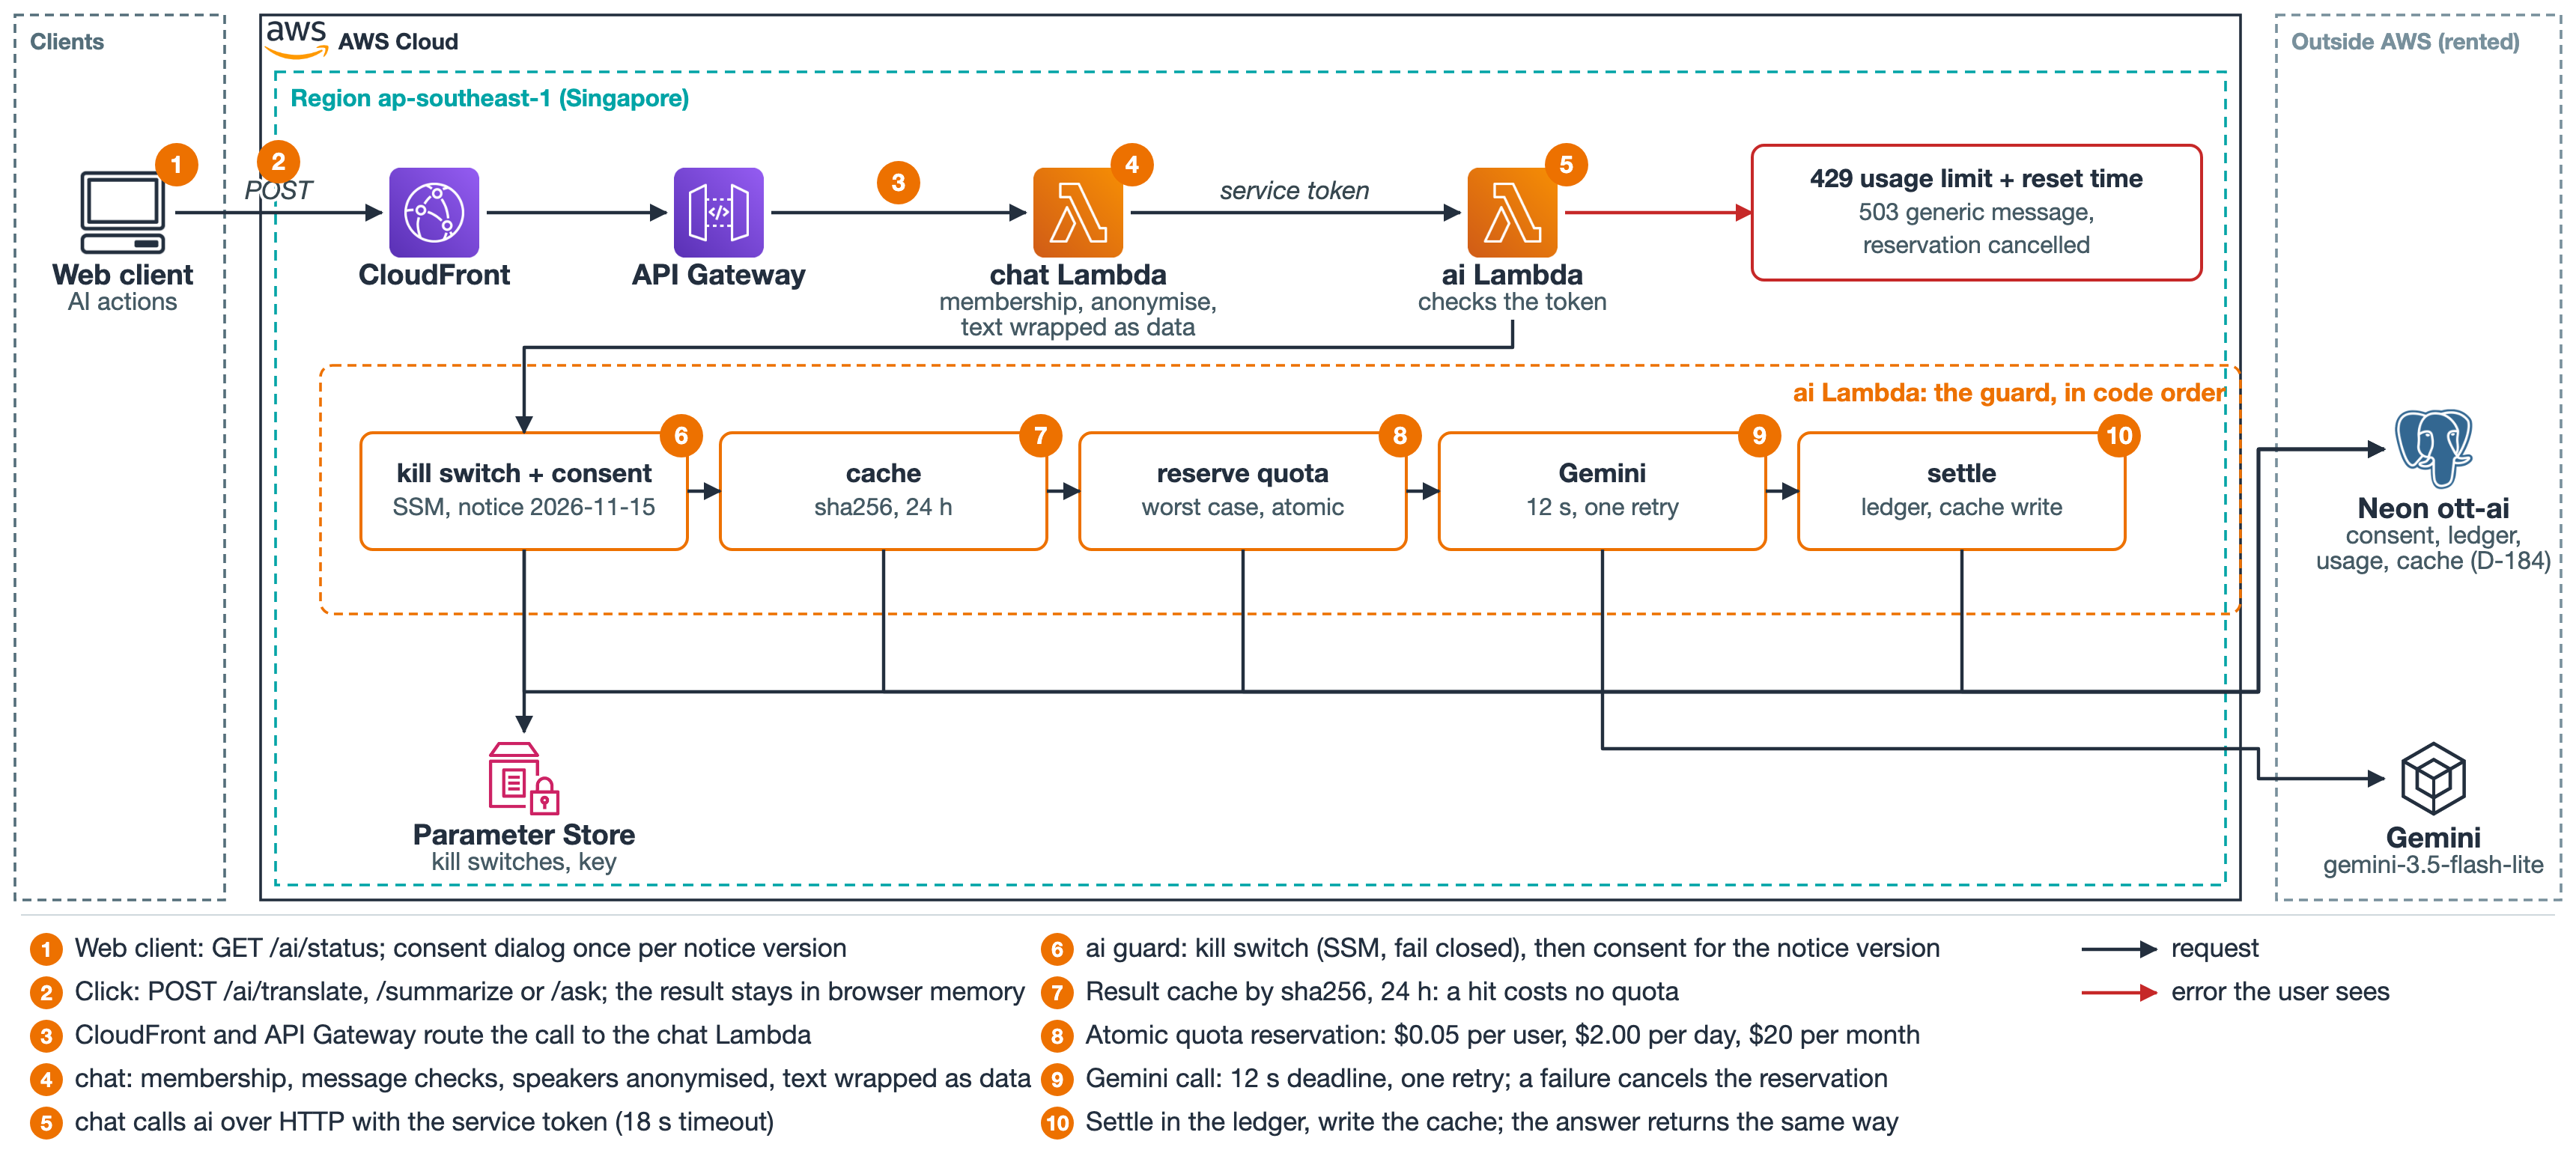 Clients
aws
AWS Cloud
Outside AWS (rented)
Region ap-southeast-1 (Singapore)
1
2
POST
3
4
service token
5
429 usage limit + reset time
503 generic message,
reservation cancelled
Web client
AI actions
CloudFront
API Gateway
chat Lambda
membership, anonymise,
text wrapped as data
ai Lambda
checks the token
ai Lambda: the guard, in code order
6
kill switch + consent
SSM, notice 2026-11-15
7
cache
sha256, 24 h
8
reserve quota
worst case, atomic
9
Gemini
12 s, one retry
10
settle
ledger, cache write
Neon ott-ai
consent, ledger,
usage, cache (D-184)
Parameter Store
kill switches, key
Gemini
gemini-3.5-flash-lite
1 Web client: GET /ai/status; consent dialog once per notice version
2 Click: POST /ai/translate, /summarize or /ask; the result stays in browser memory
3 CloudFront and API Gateway route the call to the chat Lambda
4 chat: membership, message checks, speakers anonymised, text wrapped as data
5 chat calls ai over HTTP with the service token (18 s timeout)
6 ai guard: kill switch (SSM, fail closed), then consent for the notice version
7 Result cache by sha256, 24 h: a hit costs no quota
8 Atomic quota reservation: $0.05 per user, $2.00 per day, $20 per month
9 Gemini call: 12 s deadline, one retry; a failure cancels the reservation
10 Settle in the ledger, write the cache; the answer returns the same way
request
error the user sees